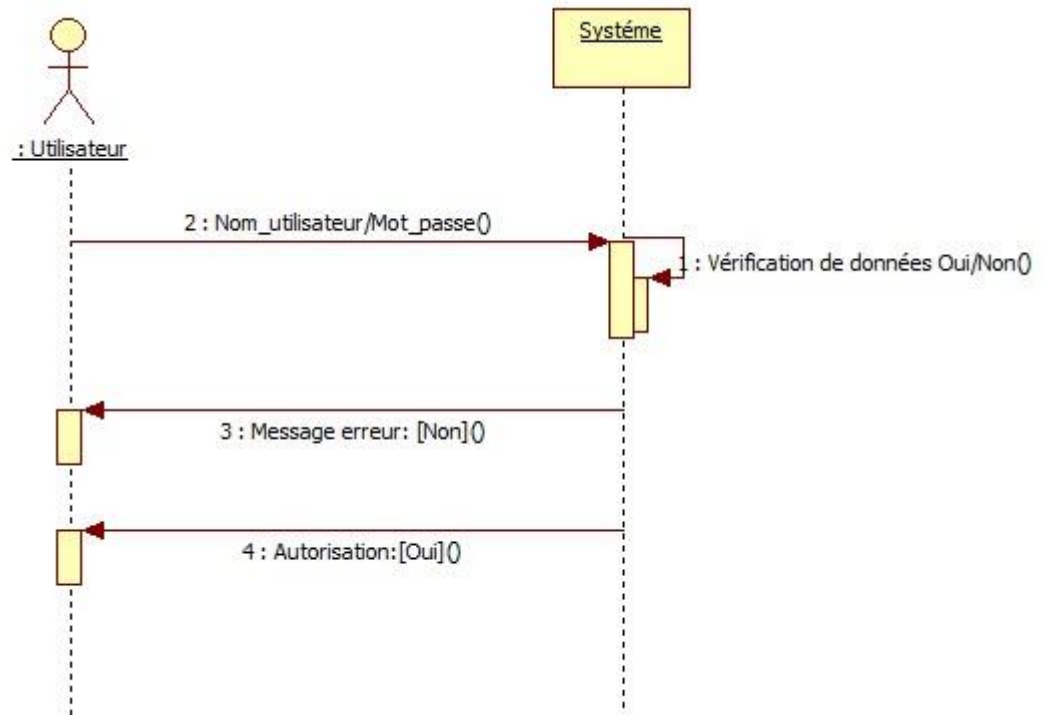 Systéme
: Utilisateur
2 : Nom_utilisateur/Mot_passe()
1 : Vérification de données Oui/Non()
3 : Message erreur: [Non]()
4 : Autorisation:[Oui]()